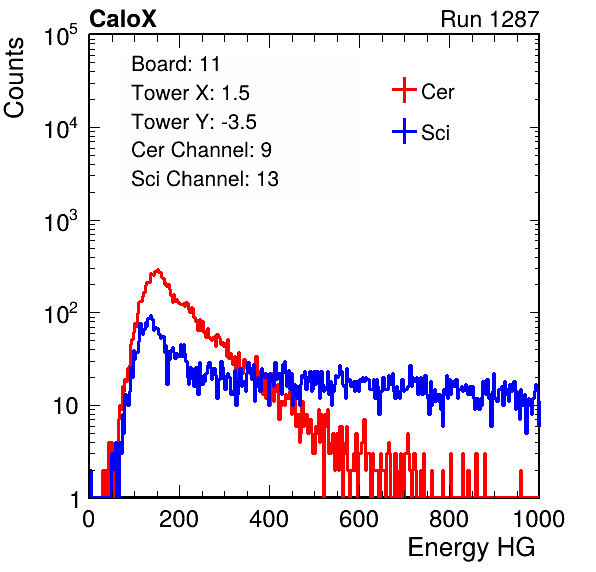 CaloX Run 1287
10^5
Counts
Board: 11
Tower X: 1.5
Tower Y: -3.5
Cer Channel: 9
Sci Channel: 13
Cer
Sci
10^4
10^3
10^2
10
1
0 200 400 600 800 1000
Energy HG